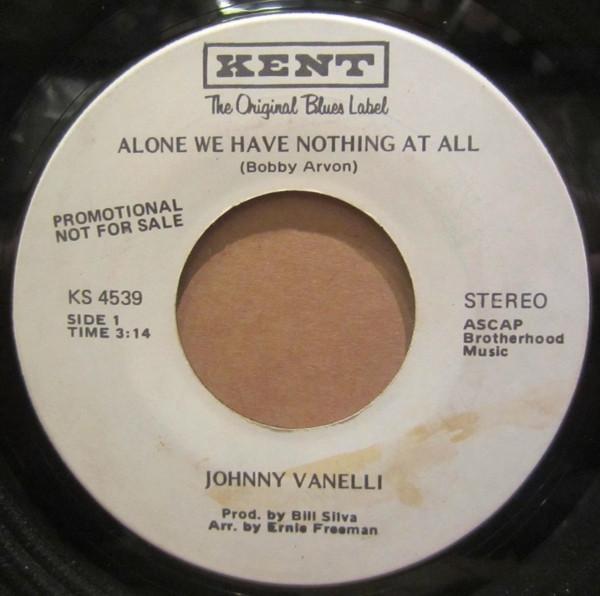 KENT
The Original Blues Label
ALONE WE HAVE NOTHING AT ALL
(Bobby Arvon)
PROMOTIONAL
NOT FOR SALE
KS 4539
SIDE 1
TIME 3:14
STEREO
ASCAP
Brotherhood
Music
JOHNNY VANELLI
Prod. by Bill Silva
Arr. by Ernie Freeman